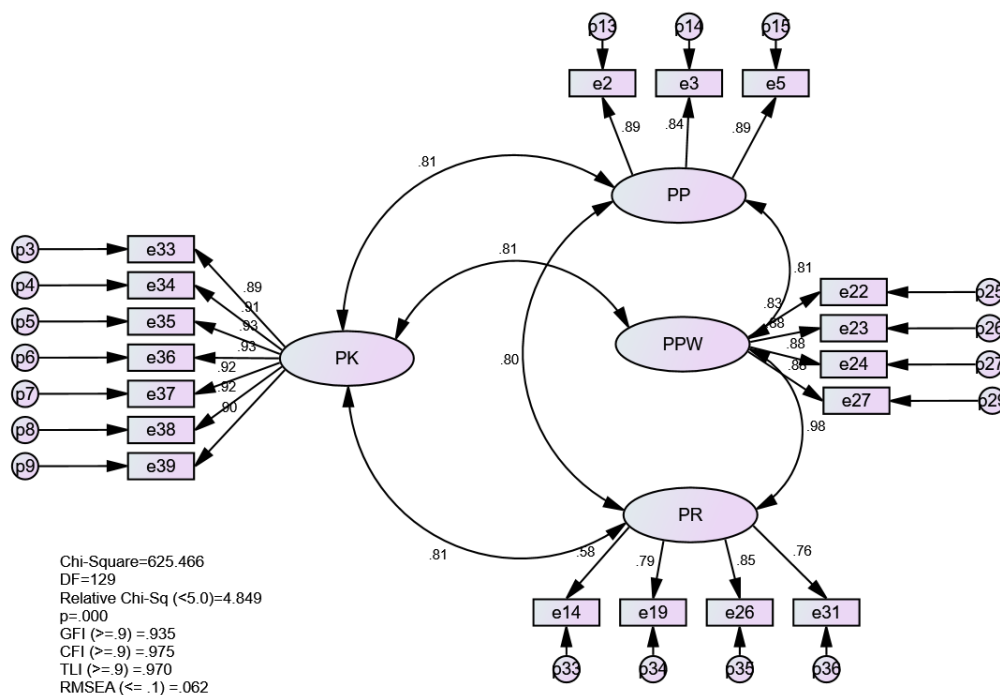 p13 p14 p15
e2 e3 e5
.89 .84 .89
PP
.81
.81
.81
p3 e33
p4 e34
p5 e35
p6 e36
p7 e37
p8 e38
p9 e39
.89
.91
.93
.93
.92
.92
.90
PK
PPW
.83
.88
.88
e22 p25
e23 p26
e24 p27
e27 p29
.80
.98
PR
.81
.58 .79 .85 .76
e14 e19 e26 e31
p33 p34 p35 p36
Chi-Square=625.466
DF=129
Relative Chi-Sq (<5.0)=4.849
p=.000
GFI (>=.9) =.935
CFI (>=.9) =.975
TLI (>=.9) =.970
RMSEA (<= .1) =.062